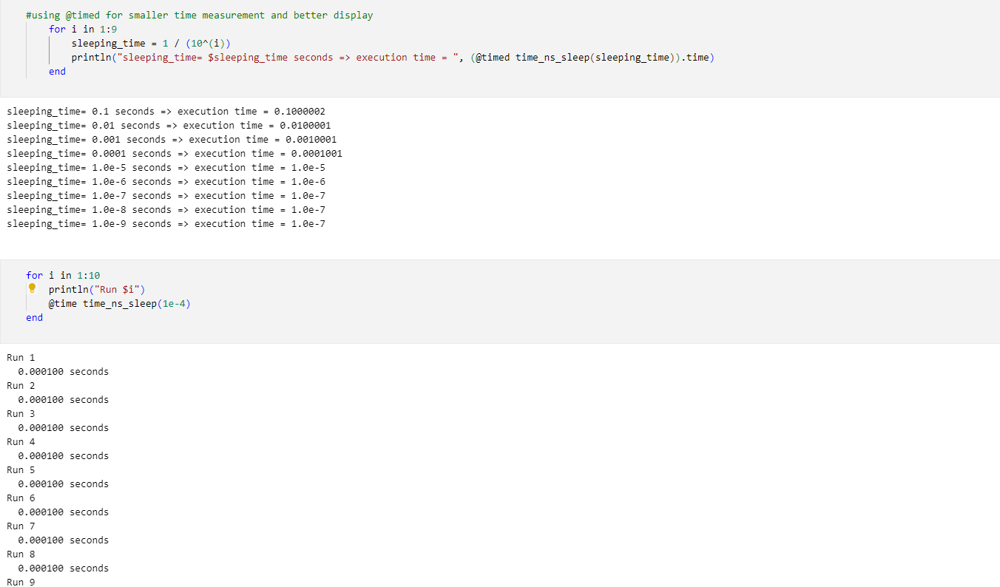 #using @timed for smaller time measurement and better display
for i in 1:9
sleeping_time = 1 / (10^(i))
println("sleeping_time= $sleeping_time seconds => execution time = ", (@timed time_ns_sleep(sleeping_time)).time)
end
sleeping_time= 0.1 seconds => execution time = 0.1000002
sleeping_time= 0.01 seconds => execution time = 0.0100001
sleeping_time= 0.001 seconds => execution time = 0.0010001
sleeping_time= 0.0001 seconds => execution time = 0.0001001
sleeping_time= 1.0e-5 seconds => execution time = 1.0e-5
sleeping_time= 1.0e-6 seconds => execution time = 1.0e-6
sleeping_time= 1.0e-7 seconds => execution time = 1.0e-7
sleeping_time= 1.0e-8 seconds => execution time = 1.0e-7
sleeping_time= 1.0e-9 seconds => execution time = 1.0e-7
for i in 1:10
println("Run $i")
@time time_ns_sleep(1e-4)
end
Run 1
0.000100 seconds
Run 2
0.000100 seconds
Run 3
0.000100 seconds
Run 4
0.000100 seconds
Run 5
0.000100 seconds
Run 6
0.000100 seconds
Run 7
0.000100 seconds
Run 8
0.000100 seconds
Run 9